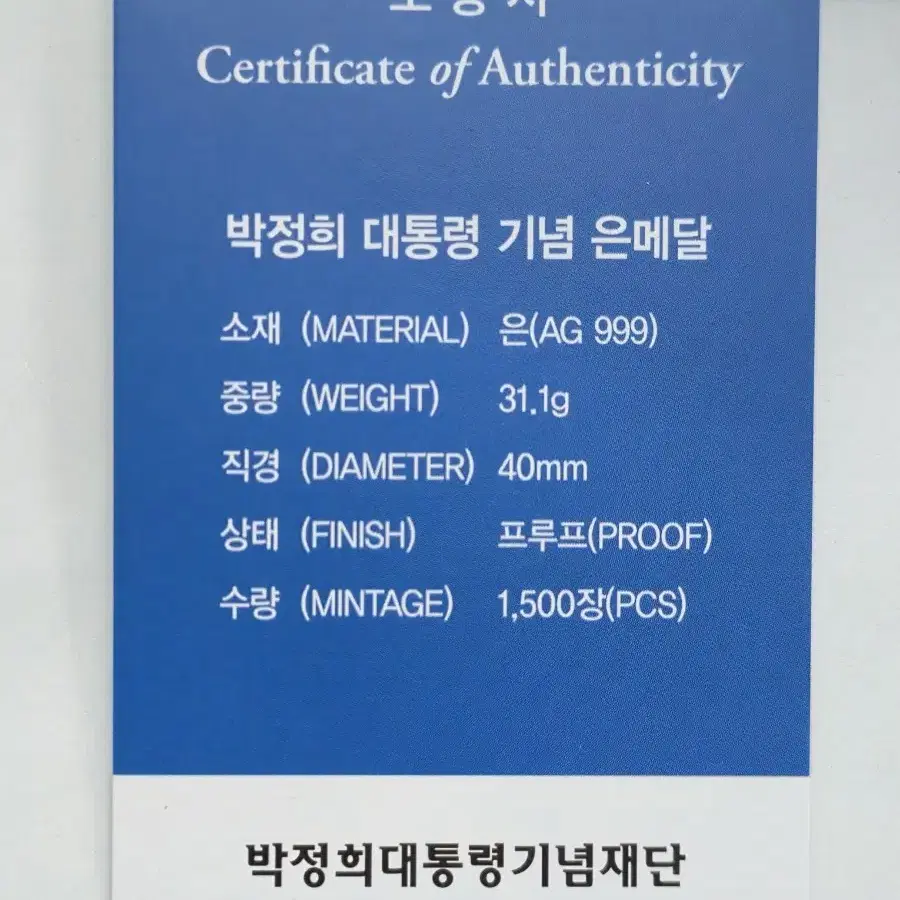 Certificate of Authenticity
박정희 대통령 기념 은메달
소재 (MATERIAL) 은(AG 999)
중량 (WEIGHT) 31.1g
직경 (DIAMETER) 40mm
상태 (FINISH) 프루프(PROOF)
수량 (MINTAGE) 1,500장(PCS)
박정희대통령기념재단